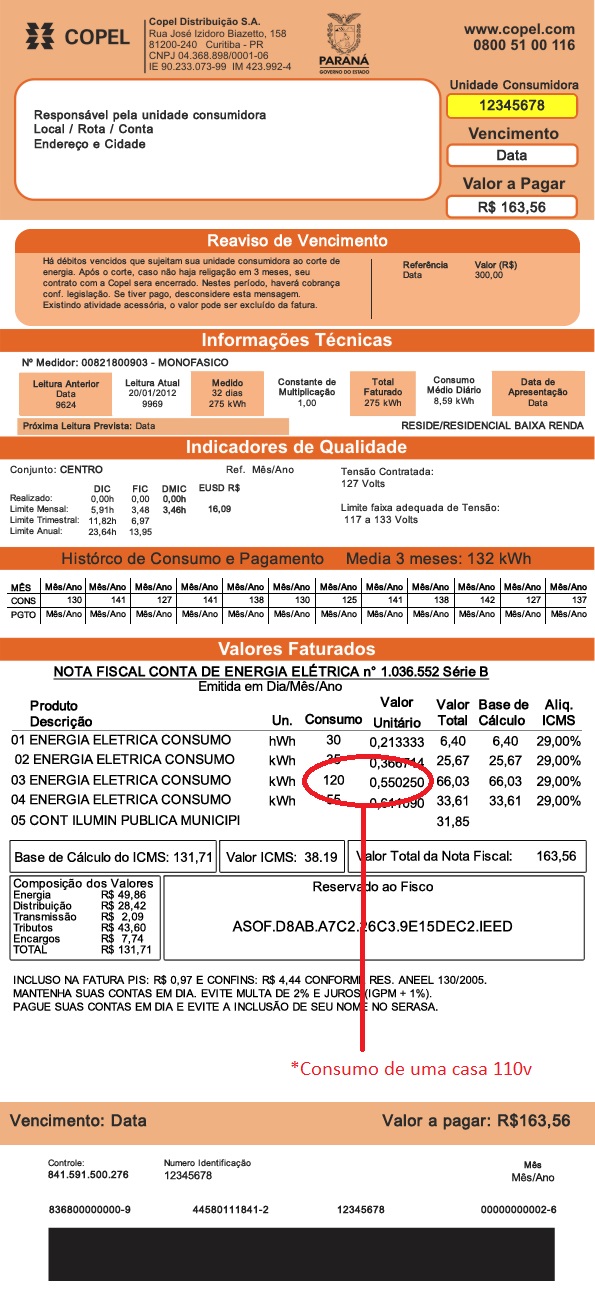 COPEL
Copel Distribuição S.A.
Rua José Izidoro Biazetto, 158
81200-240 Curitiba - PR
CNPJ 04.368.898/0001-06
IE 90.233.073-99 IM 423.992-4
PARANÁ
GOVERNO DO ESTADO
www.copel.com
0800 51 00 116
Responsável pela unidade consumidora
Local / Rota / Conta
Endereço e Cidade
Unidade Consumidora
12345678
Vencimento
Data
Valor a Pagar
R$ 163,56
Reaviso de Vencimento
Há débitos vencidos que sujeitam sua unidade consumidora ao corte de
energia. Após o corte, caso não haja religação em 3 meses, seu
contrato com a Copel sera encerrado. Nestes período, haverá cobrança
conf. legislação. Se tiver pago, desconsidere esta mensagem.
Existindo atividade acessória, o valor pode ser excluído da fatura.
Referência Valor (R$)
Data 300,00
Informações Técnicas
Nº Medidor: 00821800903 - MONOFASICO
Leitura Anterior
Data
9624
Leitura Atual
20/01/2012
9969
Medido
32 dias
275 kWh
Constante de
Multiplicação
1,00
Total
Faturado
275 kWh
Consumo
Médio Diário
8,59 kWh
Data de
Apresentação
Data
Próxima Leitura Prevista: Data
RESIDE/RESIDENCIAL BAIXA RENDA
Indicadores de Qualidade
Conjunto: CENTRO Ref. Mês/Ano
DIC FIC DMIC EUSD R$
Realizado: 0,00h 0,00 0,00h
Limite Mensal: 5,91h 3,48 3,46h 16,09
Limite Trimestral: 11,82h 6,97
Limite Anual: 23,64h 13,95
Tensão Contratada:
127 Volts
Limite faixa adequada de Tensão:
117 a 133 Volts
Histórco de Consumo e Pagamento Media 3 meses: 132 kWh
MÊS Mês/Ano Mês/Ano Mês/Ano Mês/Ano Mês/Ano Mês/Ano Mês/Ano Mês/Ano Mês/Ano Mês/Ano Mês/Ano Mês/Ano
CONS 130 141 127 141 138 130 125 141 138 142 127 137
PGTO Mês/Ano Mês/Ano Mês/Ano Mês/Ano Mês/Ano Mês/Ano Mês/Ano Mês/Ano Mês/Ano Mês/Ano Mês/Ano Mês/Ano
Valores Faturados
NOTA FISCAL CONTA DE ENERGIA ELÉTRICA n° 1.036.552 Série B
Emitida em Dia/Mês/Ano
Produto Descrição Un. Consumo Valor Unitário Valor Total Base de Cálculo Aliq. ICMS
01 ENERGIA ELETRICA CONSUMO hWh 30 0,213333 6,40 6,40 29,00%
02 ENERGIA ELETRICA CONSUMO kWh 25,67 25,67 29,00%
03 ENERGIA ELETRICA CONSUMO kWh 120 0,550250 66,03 66,03 29,00%
04 ENERGIA ELETRICA CONSUMO kWh 33,61 33,61 29,00%
05 CONT ILUMIN PUBLICA MUNICIPI 31,85
Base de Cálculo do ICMS: 131,71 Valor ICMS: 38.19 Valor Total da Nota Fiscal: 163,56
Composição dos Valores
Energia R$ 49,86
Distribuição R$ 28,42
Transmissão R$ 2,09
Tributos R$ 43,60
Encargos R$ 7,74
TOTAL R$ 131,71
Reservado ao Fisco
ASOF.D8AB.A7C2.26C3.9E15DEC2.IEED
INCLUSO NA FATURA PIS: R$ 0,97 E CONFINS: R$ 4,44 CONFORME RES. ANEEL 130/2005.
MANTENHA SUAS CONTAS EM DIA. EVITE MULTA DE 2% E JUROS (IGPM + 1%).
PAGUE SUAS CONTAS EM DIA E EVITE A INCLUSÃO DE SEU NOME NO SERASA.
*Consumo de uma casa 110v
Vencimento: Data Valor a pagar: R$163,56
Controle:
841.591.500.276
Numero Identificação
12345678
Mês
Mês/Ano
836800000000-9 44580111841-2 12345678 00000000002-6